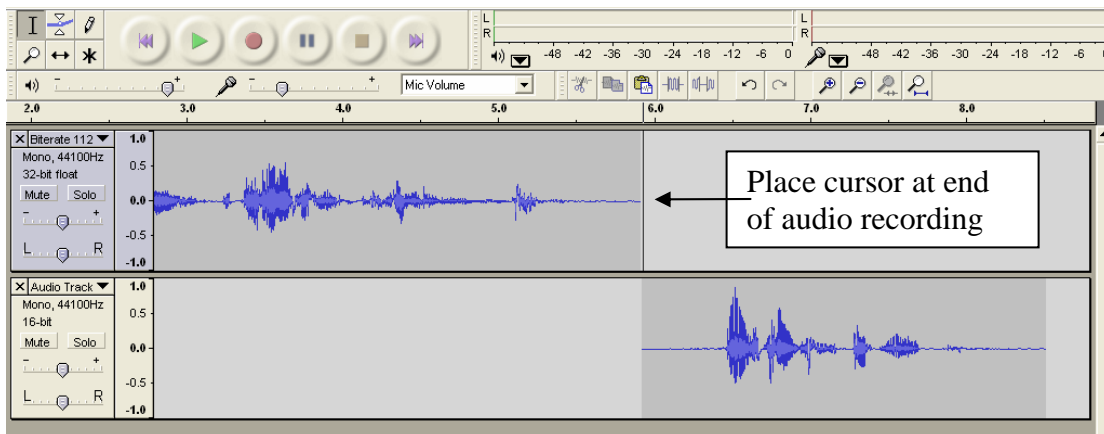 L
R
-48 -42 -36 -30 -24 -18 -12 -6 0
L
R
-48 -42 -36 -30 -24 -18 -12 -6
- +
- +
Mic Volume
2.0 3.0 4.0 5.0 6.0 7.0 8.0
X Biterate 112
Mono, 44100Hz
32-bit float
Mute Solo
- +
L R
1.0
0.5
0.0
-0.5
-1.0
Place cursor at end
of audio recording
X Audio Track
Mono, 44100Hz
16-bit
Mute Solo
- +
L R
1.0
0.5
0.0
-0.5
-1.0